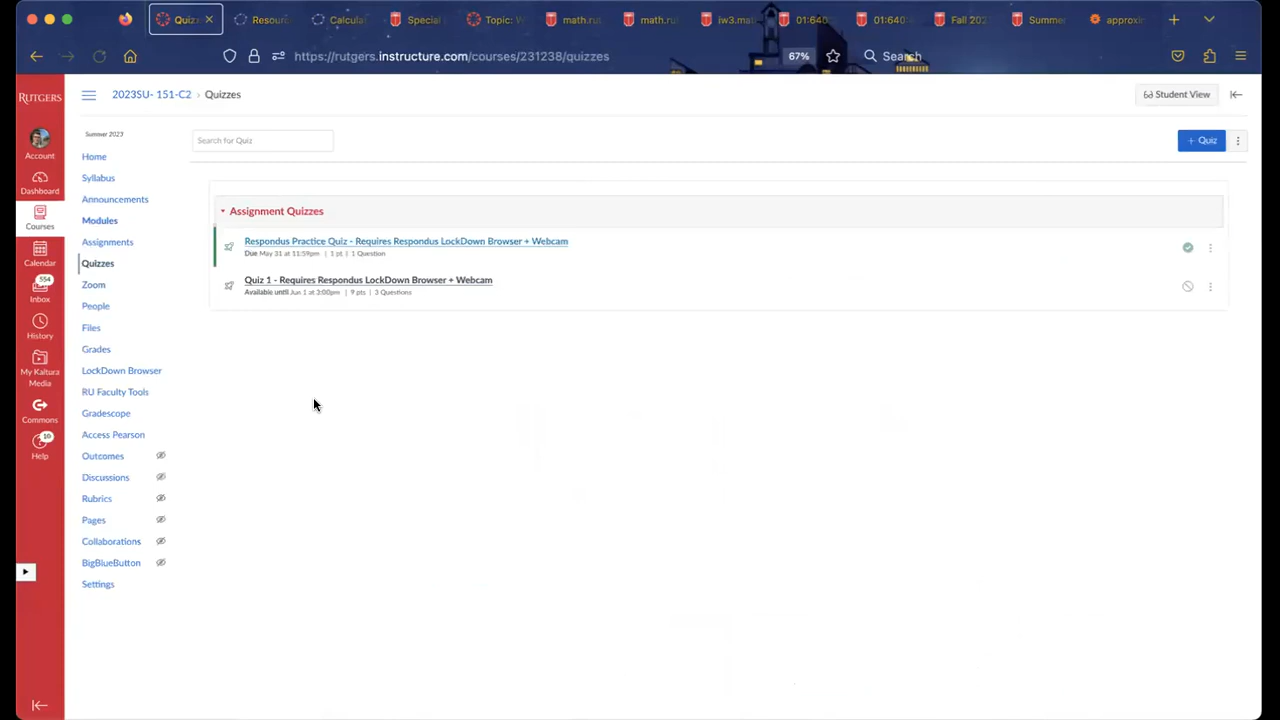 Quiz
Resour
Calcula
Special
Topic: W
math.ru
math.ru
iw3.mat
01:640
01:640
Fall 202
Summer
approxi
https://rutgers.instructure.com/courses/231238/quizzes
67%
Search
RUTGERS
2023SU- 151-C2 › Quizzes
Student View
Summer 2023
Search for Quiz
+ Quiz
Account
Dashboard
Courses
Calendar
554
Inbox
History
My Kaltura
Media
Commons
10
Help
Home
Syllabus
Announcements
Modules
Assignments
Quizzes
Zoom
People
Files
Grades
LockDown Browser
RU Faculty Tools
Gradescope
Access Pearson
Outcomes
Discussions
Rubrics
Pages
Collaborations
BigBlueButton
Settings
Assignment Quizzes
Respondus Practice Quiz - Requires Respondus LockDown Browser + Webcam
Due May 31 at 11:59pm | 1 pt | 1 Question
Quiz 1 - Requires Respondus LockDown Browser + Webcam
Available until Jun 1 at 3:00pm | 9 pts | 3 Questions